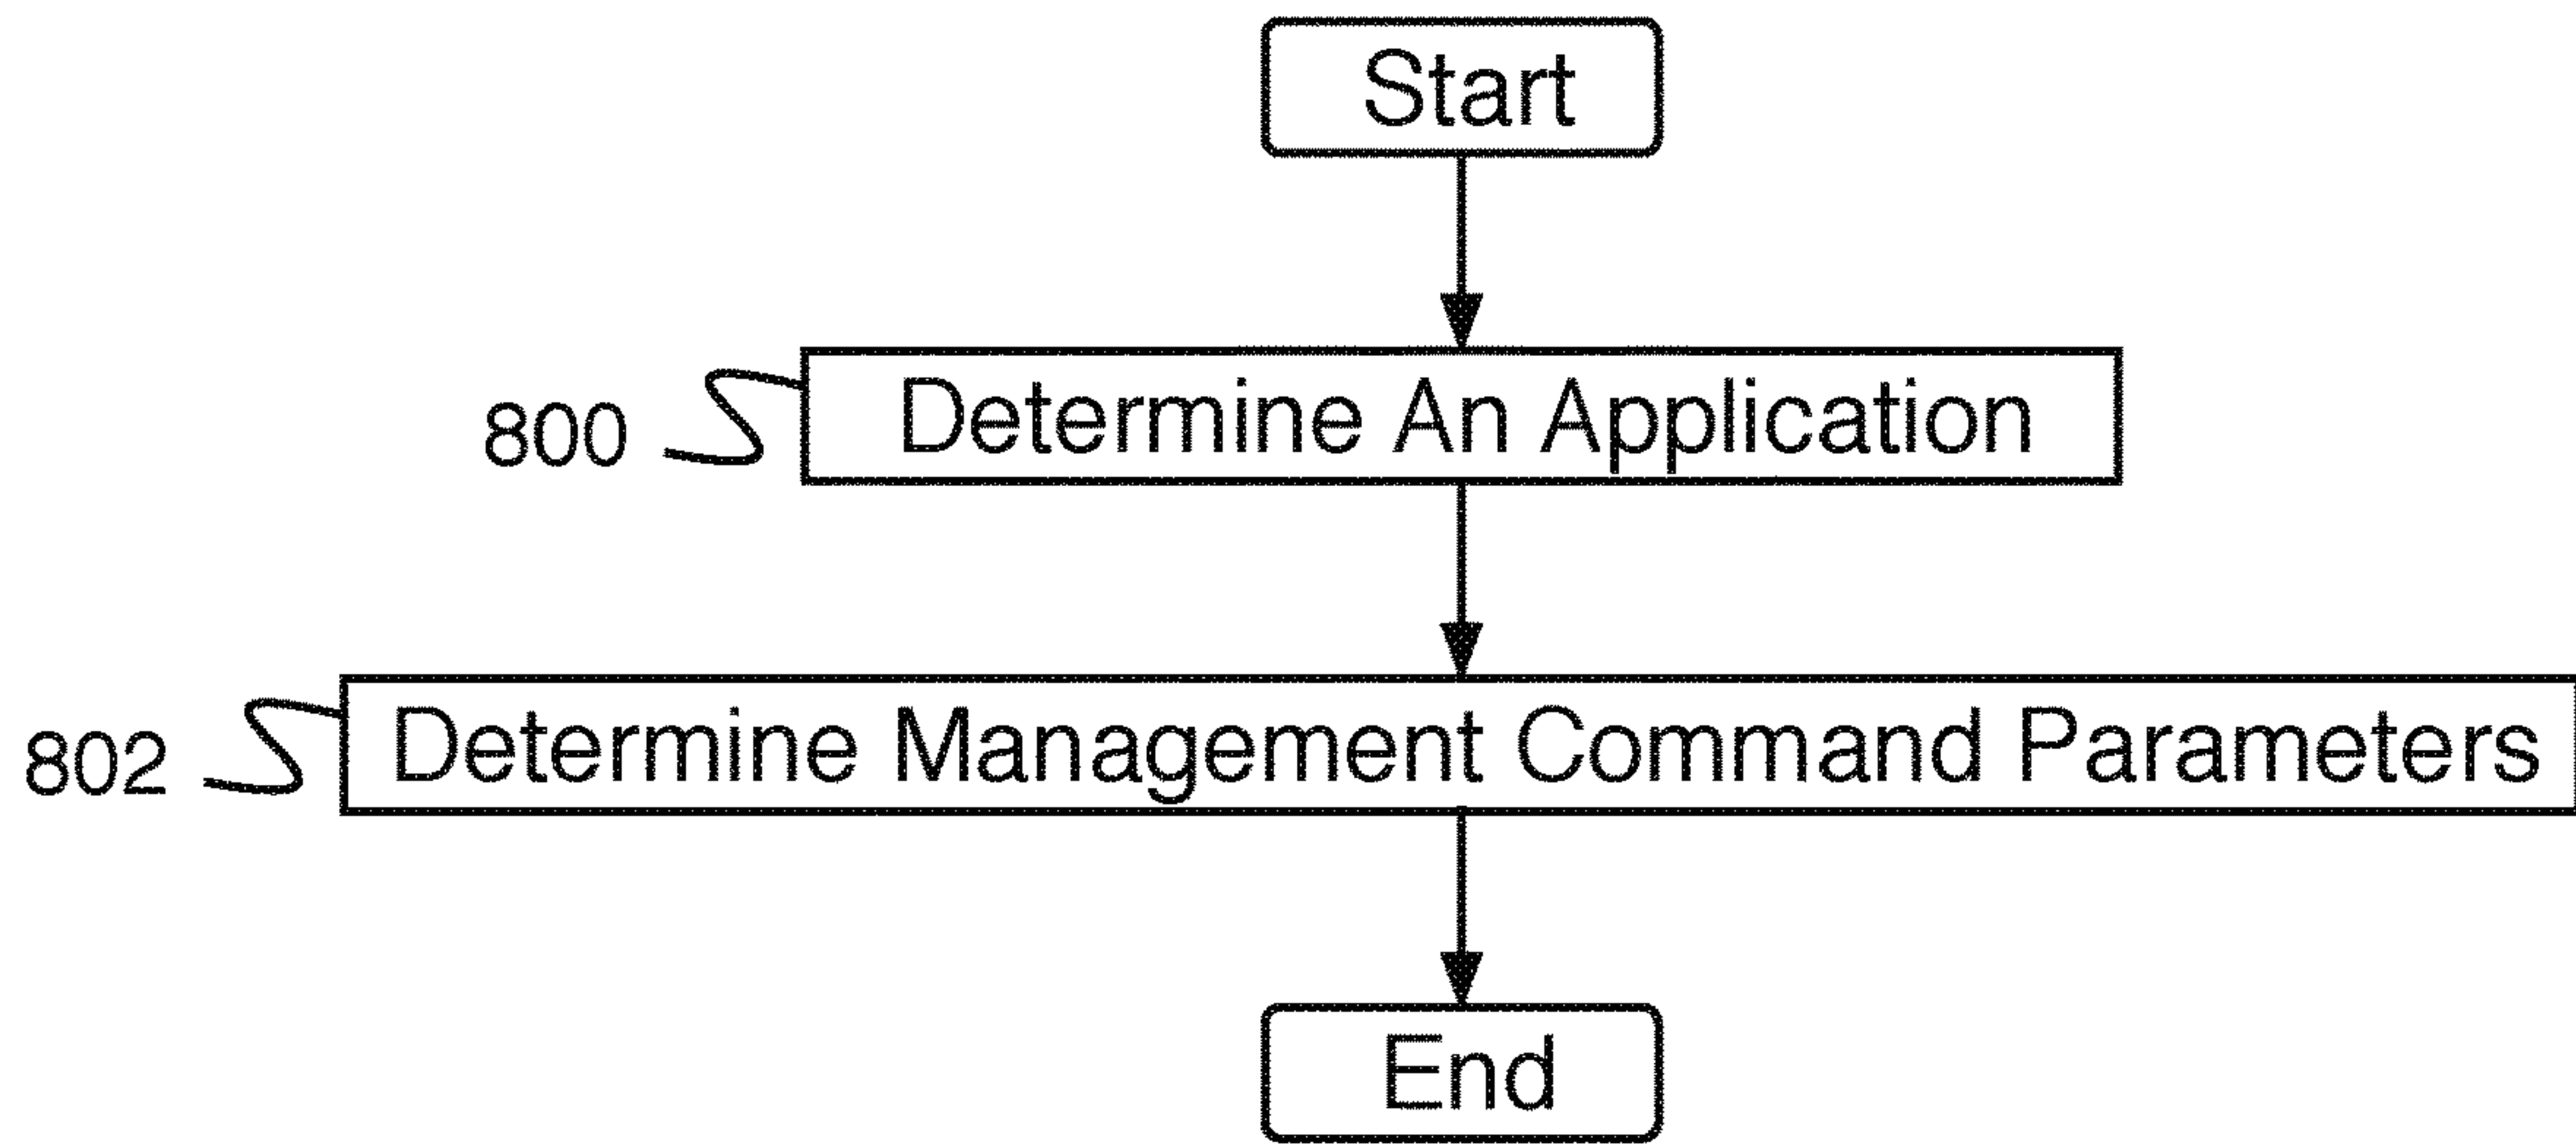 Start
800
Determine An Application
802
Determine Management Command Parameters
End